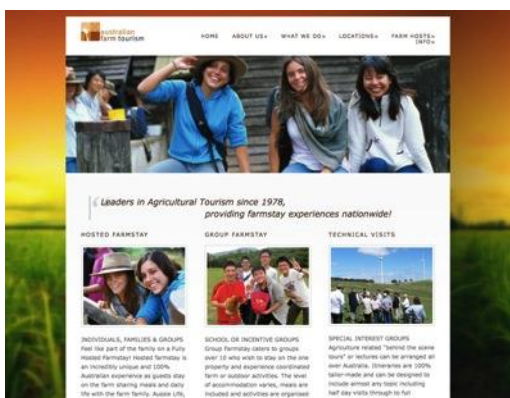 australian
farm tourism
HOME ABOUT US» WHAT WE DO» LOCATIONS» FARM HOSTS»
INFO»
Leaders in Agricultural Tourism since 1978,
providing farmstay experiences nationwide!
HOSTED FARMSTAY
INDIVIDUALS, FAMILIES & GROUPS
Feel like part of the family on a Fully
Hosted Farmstay! Hosted farmstay is
an incredibly unique and 100%
Australian experience as guests stay
on the farm sharing meals and daily
life with the farm family. Aussie Life,
GROUP FARMSTAY
SCHOOL OR INCENTIVE GROUPS
Group Farmstay caters to groups
over 10 who wish to stay on the one
property and experience coordinated
farm or outdoor activities. The level
of accommodation varies, meals are
included and activities are organised
TECHNICAL VISITS
SPECIAL INTEREST GROUPS
Agriculture related "behind the scene
tours" or lectures can be arranged all
over Australia. Itineraries are 100%
tailor-made and can be designed to
include almost any topic including
half day visits through to full